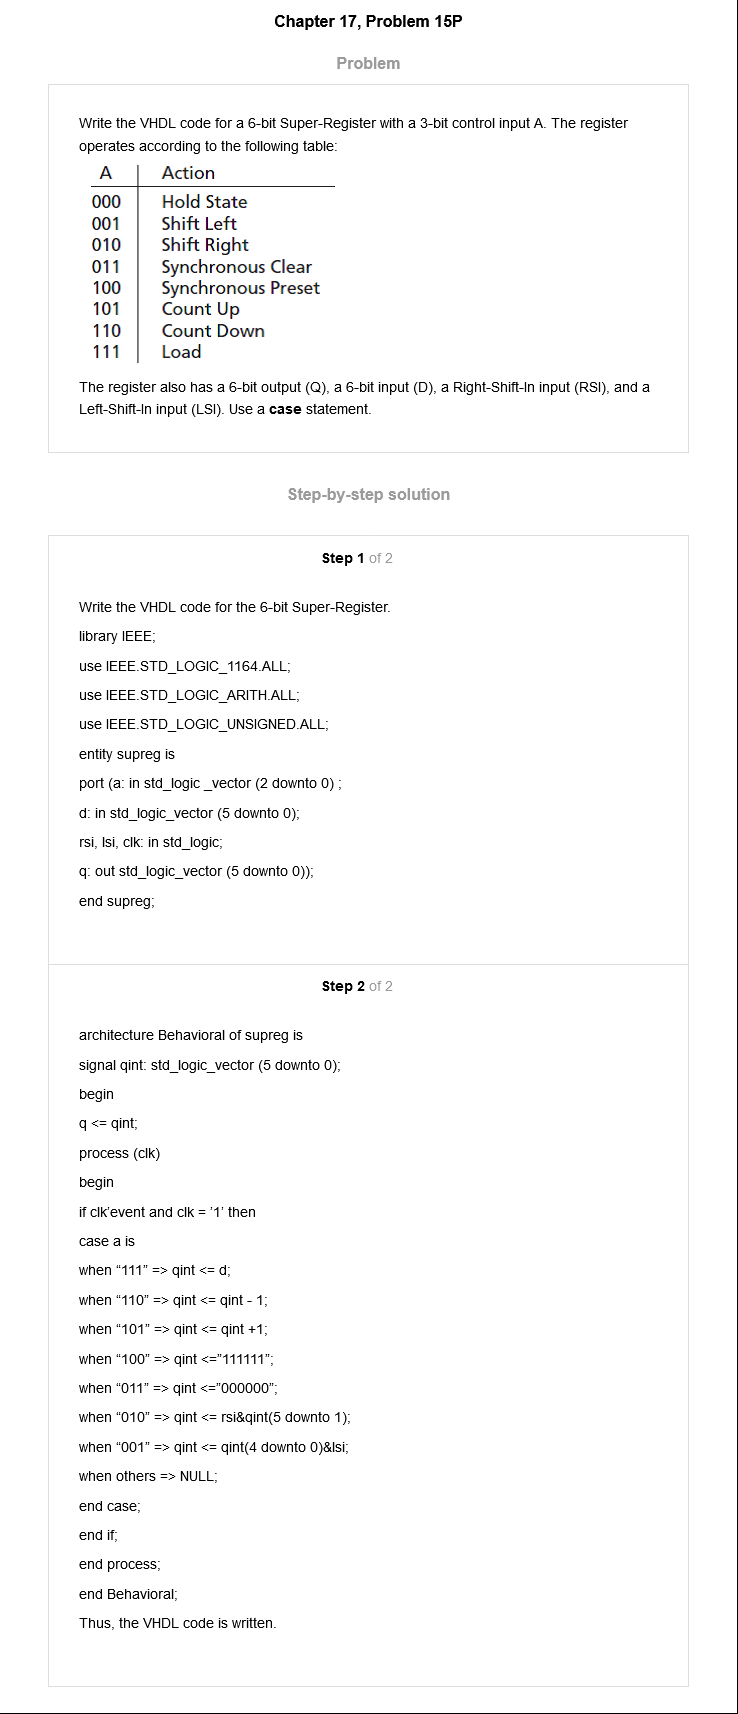 Chapter 17, Problem 15P
Problem
Write the VHDL code for a 6-bit Super-Register with a 3-bit control input A. The register
operates according to the following table:
A Action
000 Hold State
001 Shift Left
010 Shift Right
011 Synchronous Clear
100 Synchronous Preset
101 Count Up
110 Count Down
111 Load
The register also has a 6-bit output (Q), a 6-bit input (D), a Right-Shift-In input (RSI), and a
Left-Shift-In input (LSI). Use a case statement.
Step-by-step solution
Step 1 of 2
Write the VHDL code for the 6-bit Super-Register.
library IEEE;
use IEEE.STD_LOGIC_1164.ALL;
use IEEE.STD_LOGIC_ARITH.ALL;
use IEEE.STD_LOGIC_UNSIGNED.ALL;
entity supreg is
port (a: in std_logic _vector (2 downto 0) ;
d: in std_logic_vector (5 downto 0);
rsi, lsi, clk: in std_logic;
q: out std_logic_vector (5 downto 0));
end supreg;
Step 2 of 2
architecture Behavioral of supreg is
signal qint: std_logic_vector (5 downto 0);
begin
q <= qint;
process (clk)
begin
if clk’event and clk = ’1’ then
case a is
when “111” => qint <= d;
when “110” => qint <= qint - 1;
when “101” => qint <= qint +1;
when “100” => qint <=”111111”;
when “011” => qint <=”000000”;
when “010” => qint <= rsi&qint(5 downto 1);
when “001” => qint <= qint(4 downto 0)&lsi;
when others => NULL;
end case;
end if;
end process;
end Behavioral;
Thus, the VHDL code is written.